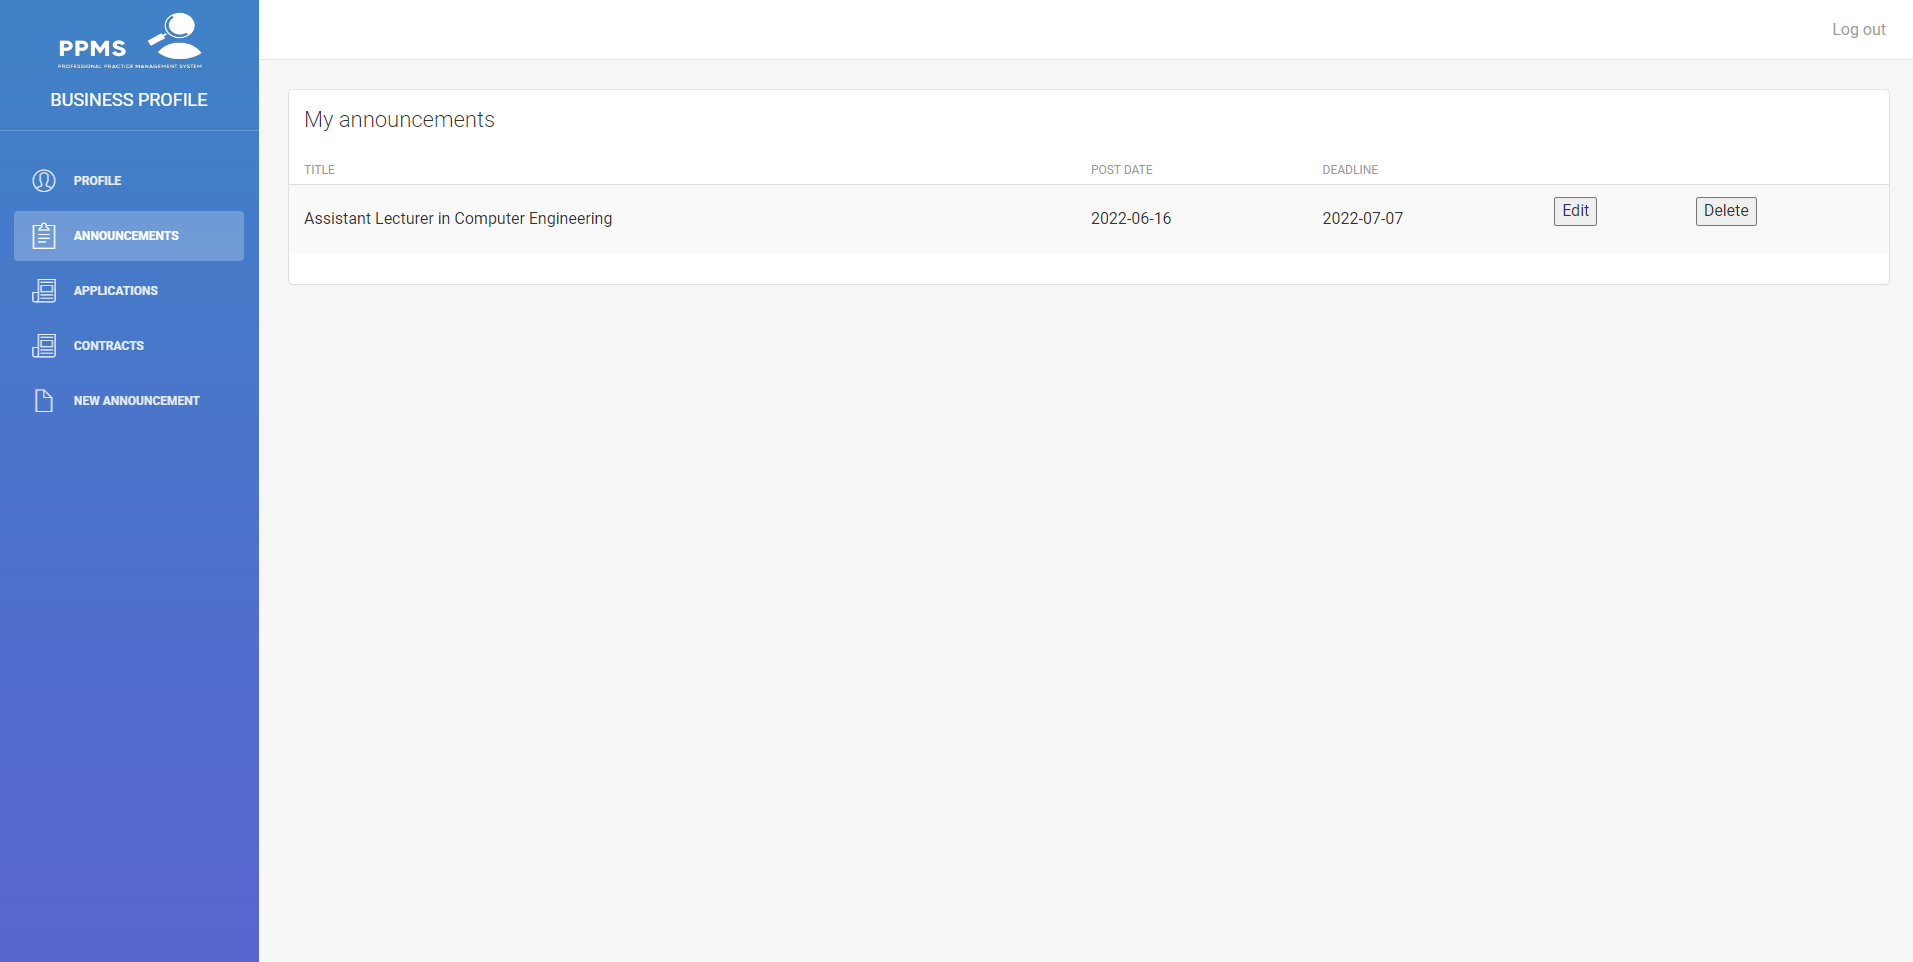 PPMS
PROFESSIONAL PRACTICE MANAGEMENT SYSTEM
BUSINESS PROFILE
PROFILE
ANNOUNCEMENTS
APPLICATIONS
CONTRACTS
NEW ANNOUNCEMENT
Log out
My announcements
TITLE POST DATE DEADLINE
Assistant Lecturer in Computer Engineering 2022-06-16 2022-07-07 Edit Delete